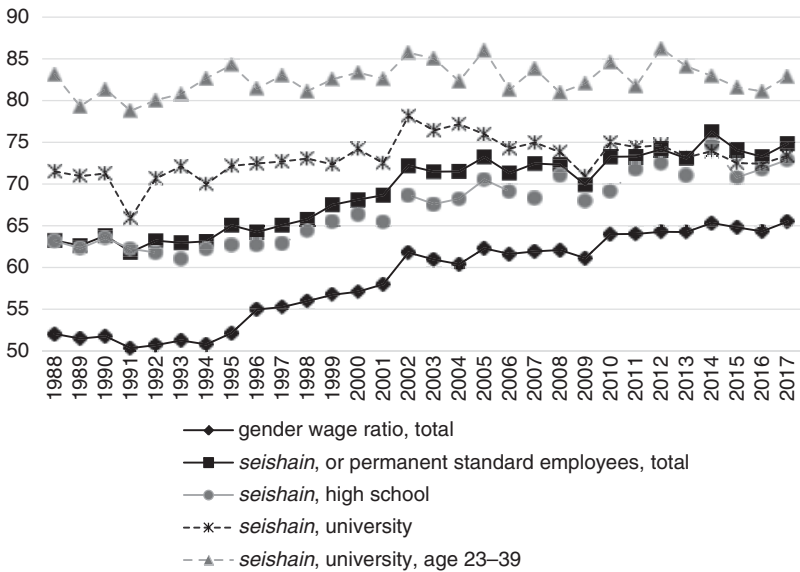 90
85
80
75
70
65
60
55
50
1988 1989 1990 1991 1992 1993 1994 1995 1996 1997 1998 1999 2000 2001 2002 2003 2004 2005 2006 2007 2008 2009 2010 2011 2012 2013 2014 2015 2016 2017
gender wage ratio, total
seishain, or permanent standard employees, total
seishain, high school
seishain, university
seishain, university, age 23–39